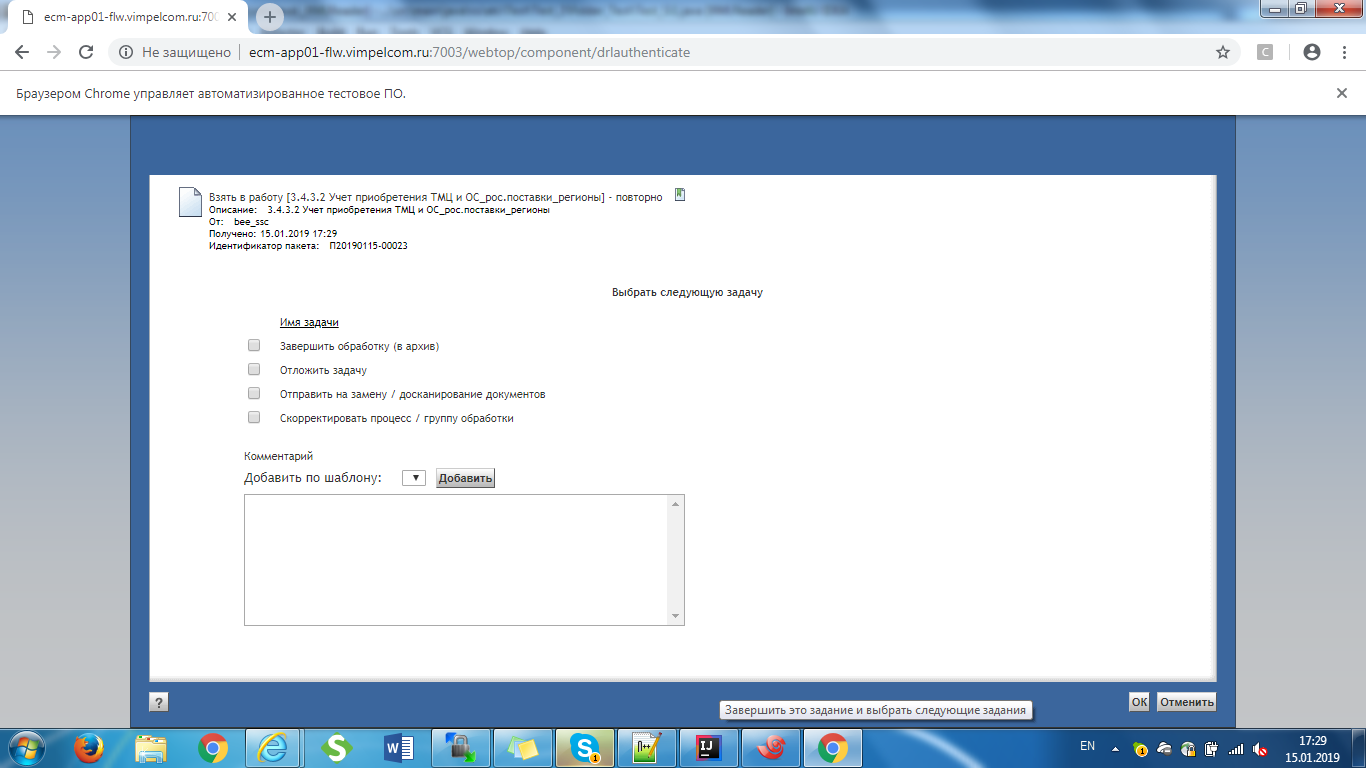 ecm-app01-flw.vimpelcom.ru:700
Не защищено
ecm-app01-flw.vimpelcom.ru:7003/webtop/component/drlauthenticate
C
Браузером Chrome управляет автоматизированное тестовое ПО.
Взять в работу [3.4.3.2 Учет приобретения ТМЦ и ОС_рос.поставки_регионы] - повторно
Описание: 3.4.3.2 Учет приобретения ТМЦ и ОС_рос.поставки_регионы
От: bee_ssc
Получено: 15.01.2019 17:29
Идентификатор пакета: П20190115-00023
Выбрать следующую задачу
Имя задачи
Завершить обработку (в архив)
Отложить задачу
Отправить на замену / досканирование документов
Скорректировать процесс / группу обработки
Комментарий
Добавить по шаблону: Добавить
?
Завершить это задание и выбрать следующие задания
ОК Отменить
EN
17:29
15.01.2019